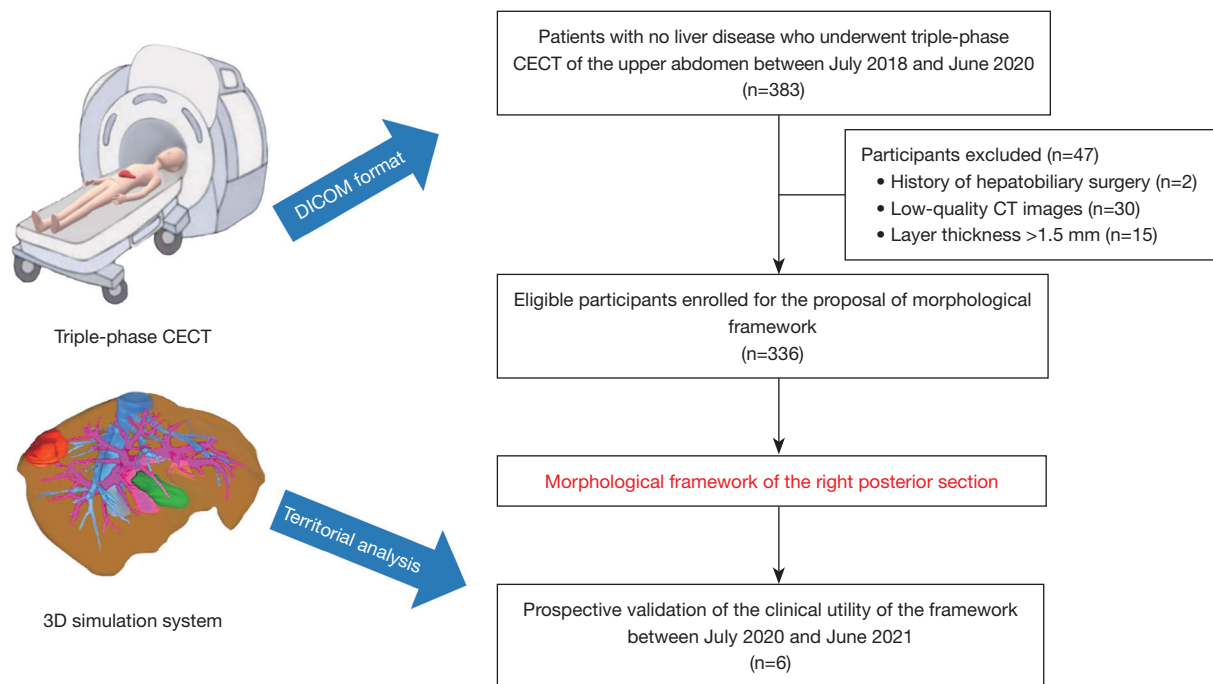 Patients with no liver disease who underwent triple-phase
CECT of the upper abdomen between July 2018 and June 2020
(n=383)
DICOM format
Participants excluded (n=47)
• History of hepatobiliary surgery (n=2)
• Low-quality CT images (n=30)
• Layer thickness >1.5 mm (n=15)
Triple-phase CECT
Eligible participants enrolled for the proposal of morphological
framework
(n=336)
Morphological framework of the right posterior section
Territorial analysis
3D simulation system
Prospective validation of the clinical utility of the framework
between July 2020 and June 2021
(n=6)